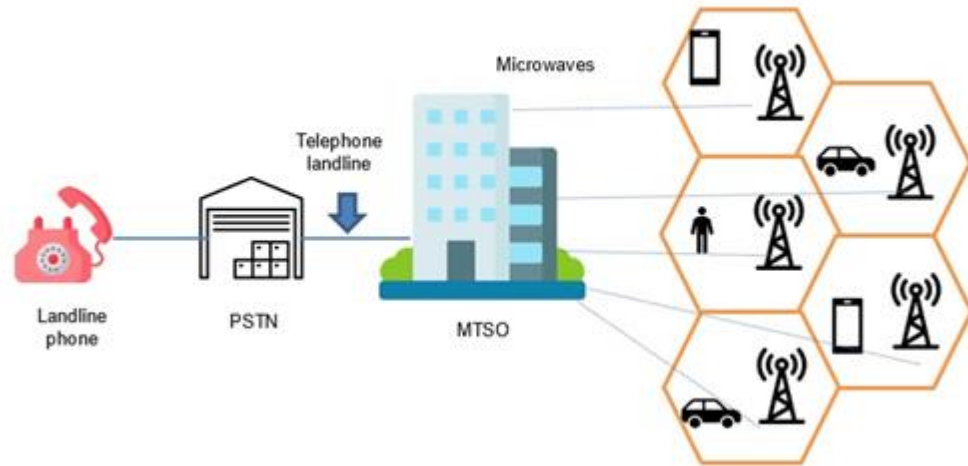 Microwaves
Telephone
landline
Landline
phone
PSTN
MTSO